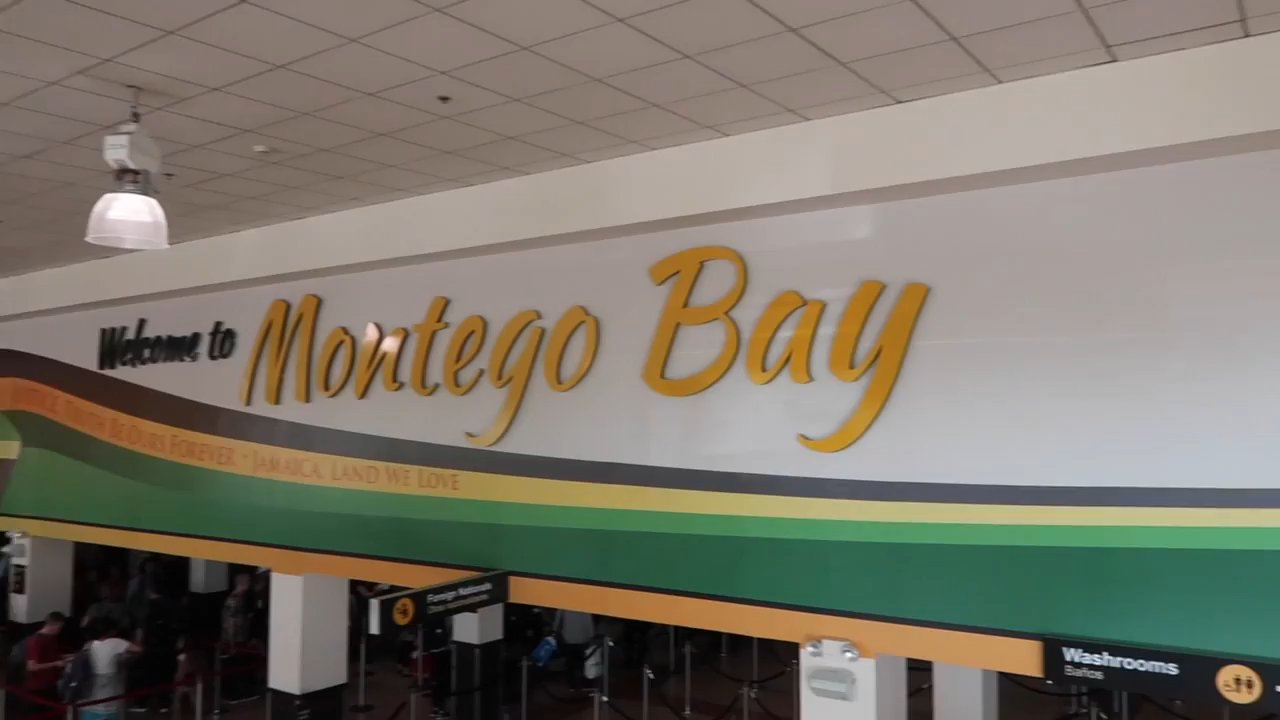 Welcome to Montego Bay
Justice, Truth Be Ours Forever · Jamaica, Land We Love
Foreign Nationals
Washrooms
Baños